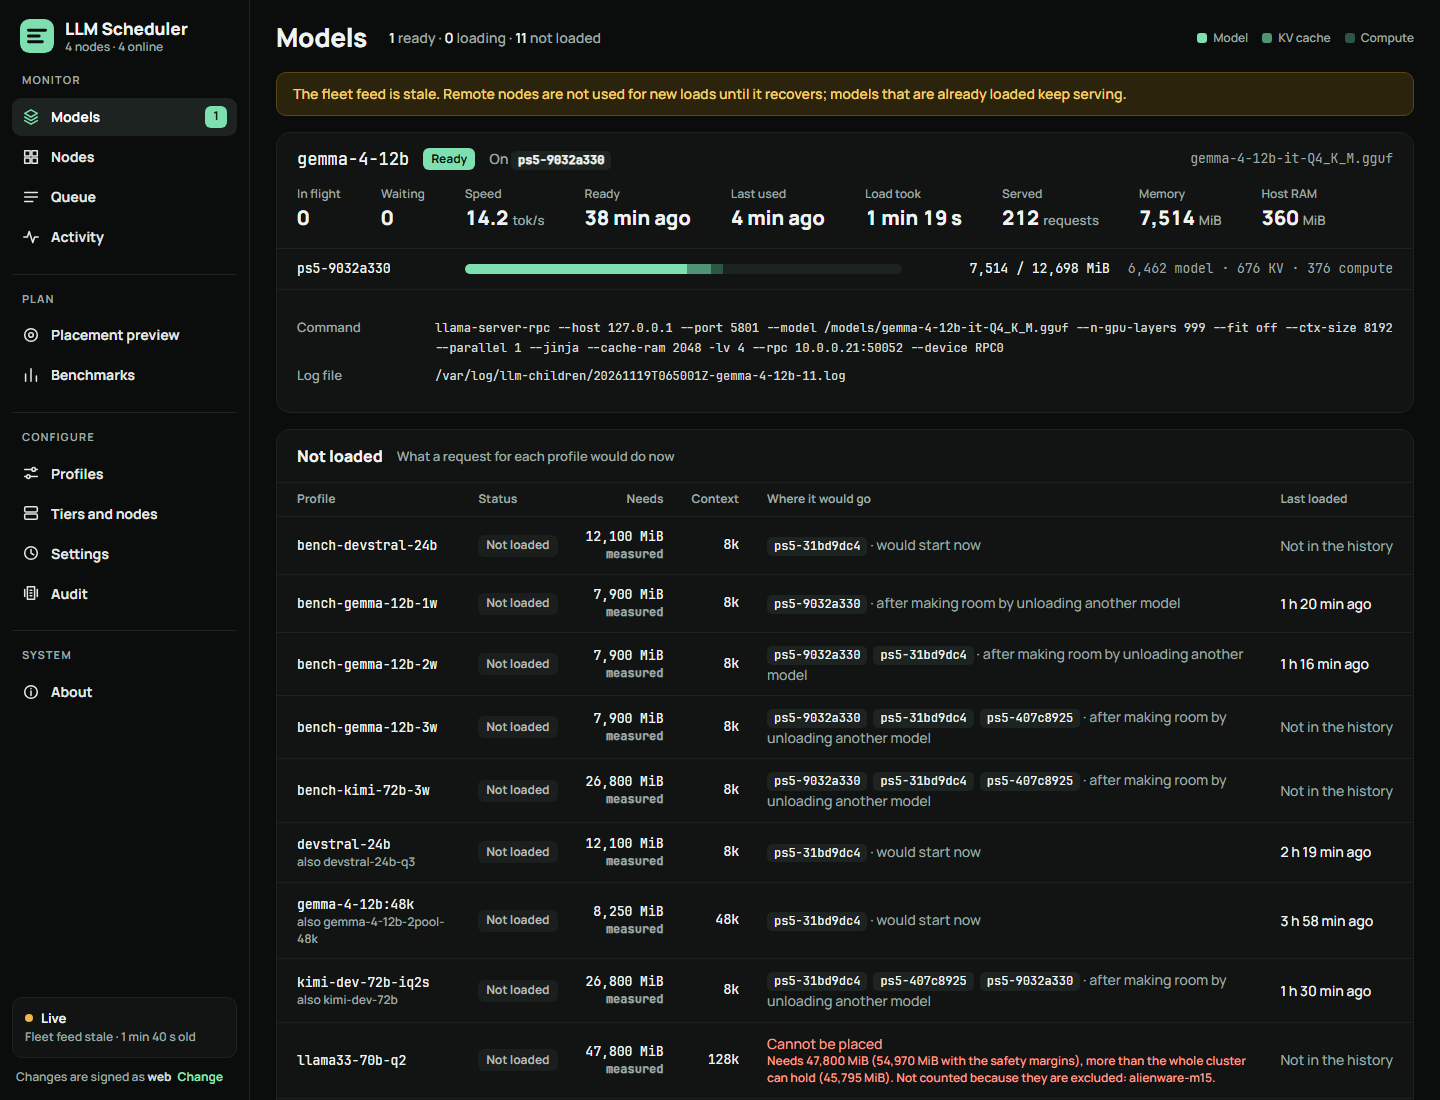 LLM Scheduler
4 nodes · 4 online
MONITOR
Models 1
Nodes
Queue
Activity
PLAN
Placement preview
Benchmarks
CONFIGURE
Profiles
Tiers and nodes
Settings
Audit
SYSTEM
About
Live
Fleet feed stale · 1 min 40 s old
Changes are signed as web Change
Models 1 ready · 0 loading · 11 not loaded
Model KV cache Compute
The fleet feed is stale. Remote nodes are not used for new loads until it recovers; models that are already loaded keep serving.
gemma-4-12b Ready On ps5-9032a330 gemma-4-12b-it-Q4_K_M.gguf
In flight Waiting Speed Ready Last used Load took Served Memory Host RAM
0 0 14.2 tok/s 38 min ago 4 min ago 1 min 19 s 212 requests 7,514 MiB 360 MiB
ps5-9032a330 7,514 / 12,698 MiB 6,462 model · 676 KV · 376 compute
Command llama-server-rpc --host 127.0.0.1 --port 5801 --model /models/gemma-4-12b-it-Q4_K_M.gguf --n-gpu-layers 999 --fit off --ctx-size 8192
--parallel 1 --jinja --cache-ram 2048 -lv 4 --rpc 10.0.0.21:50052 --device RPC0
Log file /var/log/llm-children/20261119T065001Z-gemma-4-12b-11.log
Not loaded What a request for each profile would do now
Profile Status Needs Context Where it would go Last loaded
bench-devstral-24b Not loaded 12,100 MiB measured 8k ps5-31bd9dc4 · would start now Not in the history
bench-gemma-12b-1w Not loaded 7,900 MiB measured 8k ps5-9032a330 · after making room by unloading another model 1 h 20 min ago
bench-gemma-12b-2w Not loaded 7,900 MiB measured 8k ps5-9032a330 ps5-31bd9dc4 · after making room by unloading another
model 1 h 16 min ago
bench-gemma-12b-3w Not loaded 7,900 MiB measured 8k ps5-9032a330 ps5-31bd9dc4 ps5-407c8925 · after making room by
unloading another model Not in the history
bench-kimi-72b-3w Not loaded 26,800 MiB measured 8k ps5-9032a330 ps5-31bd9dc4 ps5-407c8925 · after making room by
unloading another model Not in the history
devstral-24b
also devstral-24b-q3 Not loaded 12,100 MiB measured 8k ps5-31bd9dc4 · would start now 2 h 19 min ago
gemma-4-12b:48k
also gemma-4-12b-2pool-
48k Not loaded 8,250 MiB measured 48k ps5-31bd9dc4 · would start now 3 h 58 min ago
kimi-dev-72b-iq2s
also kimi-dev-72b Not loaded 26,800 MiB measured 8k ps5-31bd9dc4 ps5-407c8925 ps5-9032a330 · after making room by
unloading another model 1 h 30 min ago
llama33-70b-q2 Not loaded 47,800 MiB measured 128k Cannot be placed
Needs 47,800 MiB (54,970 MiB with the safety margins), more than the whole cluster
can hold (45,795 MiB). Not counted because they are excluded: alienware-m15. Not in the history